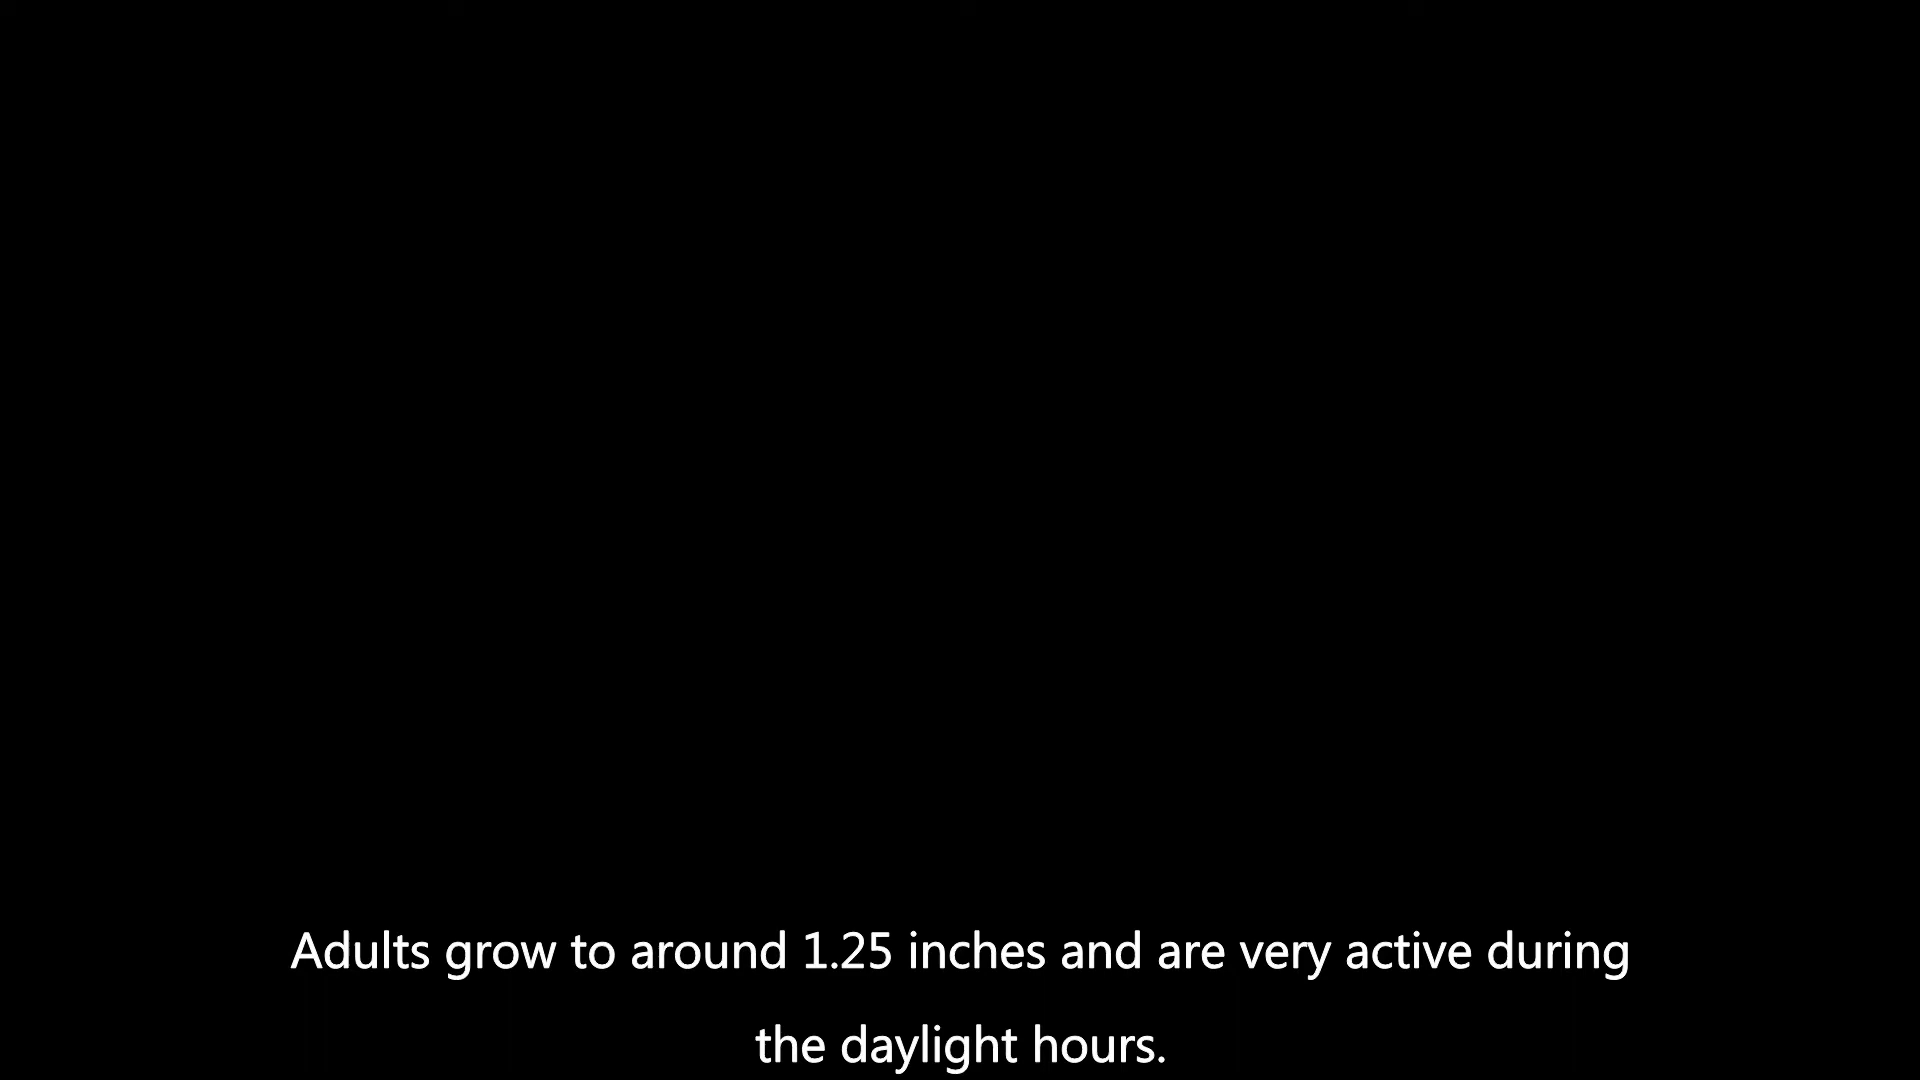 Adults grow to around 1.25 inches and are very active during
the daylight hours.